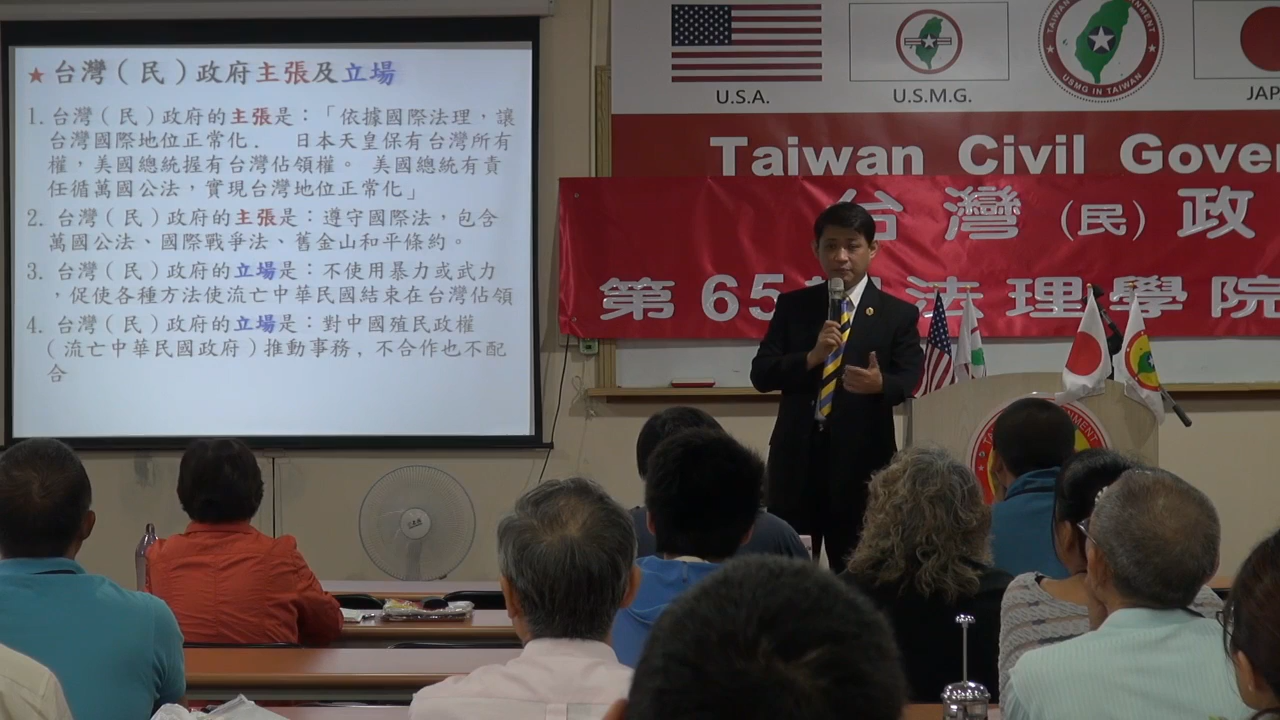 ★台灣（民）政府主張及立場
1. 台灣（民）政府的主張是：「依據國際法理，讓
台灣國際地位正常化． 日本天皇保有台灣所有
權，美國總統握有台灣佔領權。 美國總統有責
任循萬國公法，實現台灣地位正常化」
2. 台灣（民）政府的主張是：遵守國際法，包含
萬國公法、國際戰爭法、舊金山和平條約。
3. 台灣（民）政府的立場是：不使用暴力或武力
，促使各種方法使流亡中華民國結束在台灣佔領
4. 台灣（民）政府的立場是：對中國殖民政權
（流亡中華民國政府）推動事務，不合作也不配
合
U.S.A.
U.S.M.G.
USMG IN TAIWAN
JAP
Taiwan Civil Gover
台灣（民）政
第65 法理學院